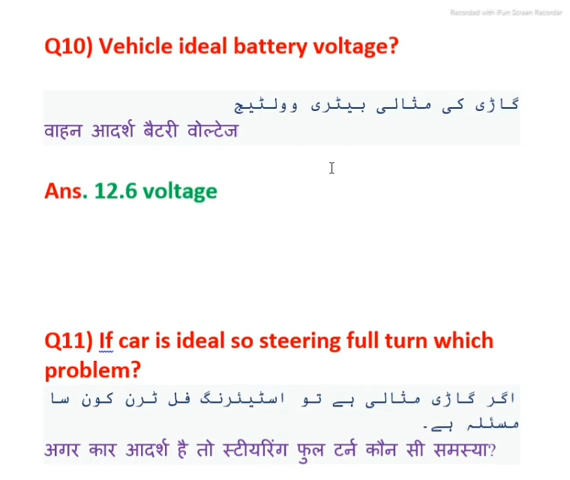 Recorded with iFun Screen Recorder
Q10) Vehicle ideal battery voltage?
گاڑی کی مثالی بیٹری وولٹیج
वाहन आदर्श बैटरी वोल्टेज
Ans. 12.6 voltage
Q11) If car is ideal so steering full turn which
problem?
اگر گاڑی مثالی ہے تو اسٹیئرنگ فل ٹرن کون سا
مسئلہ ہے۔
अगर कार आदर्श है तो स्टीयरिंग फुल टर्न कौन सी समस्या?